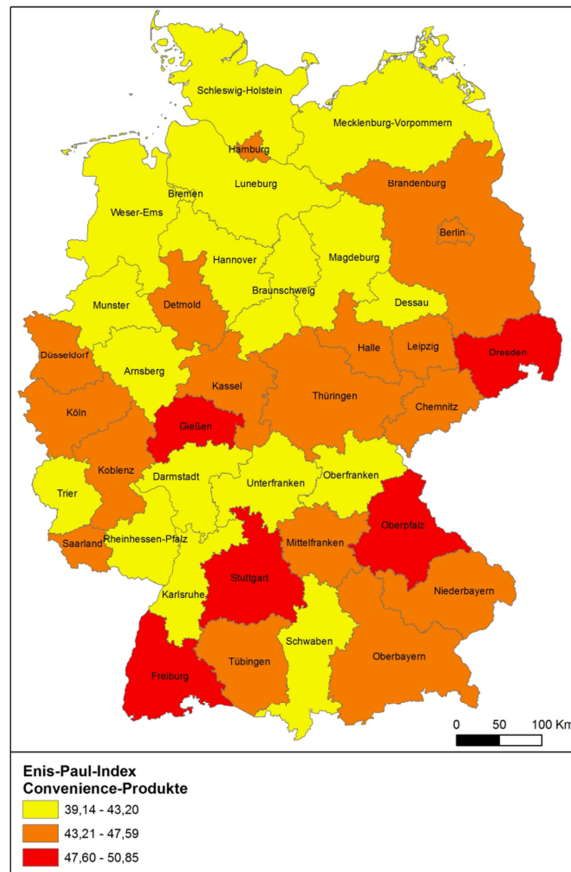 Schleswig-Holstein
Mecklenburg-Vorpommern
Hamburg
Bremen
Luneburg
Brandenburg
Weser-Ems
Berlin
Hannover
Magdeburg
Braunschweig
Munster
Detmold
Dessau
Düsseldorf
Arnsberg
Kassel
Halle
Leipzig
Dresden
Köln
Thüringen
Chemnitz
Gießen
Koblenz
Trier
Darmstadt
Unterfranken
Oberfranken
Saarland
Rheinhessen-Pfalz
Mittelfranken
Oberpfalz
Karlsruhe
Stuttgart
Niederbayern
Schwaben
Freiburg
Tübingen
Oberbayern
0 50 100 Km
Enis-Paul-Index
Convenience-Produkte
39,14 - 43,20
43,21 - 47,59
47,60 - 50,85